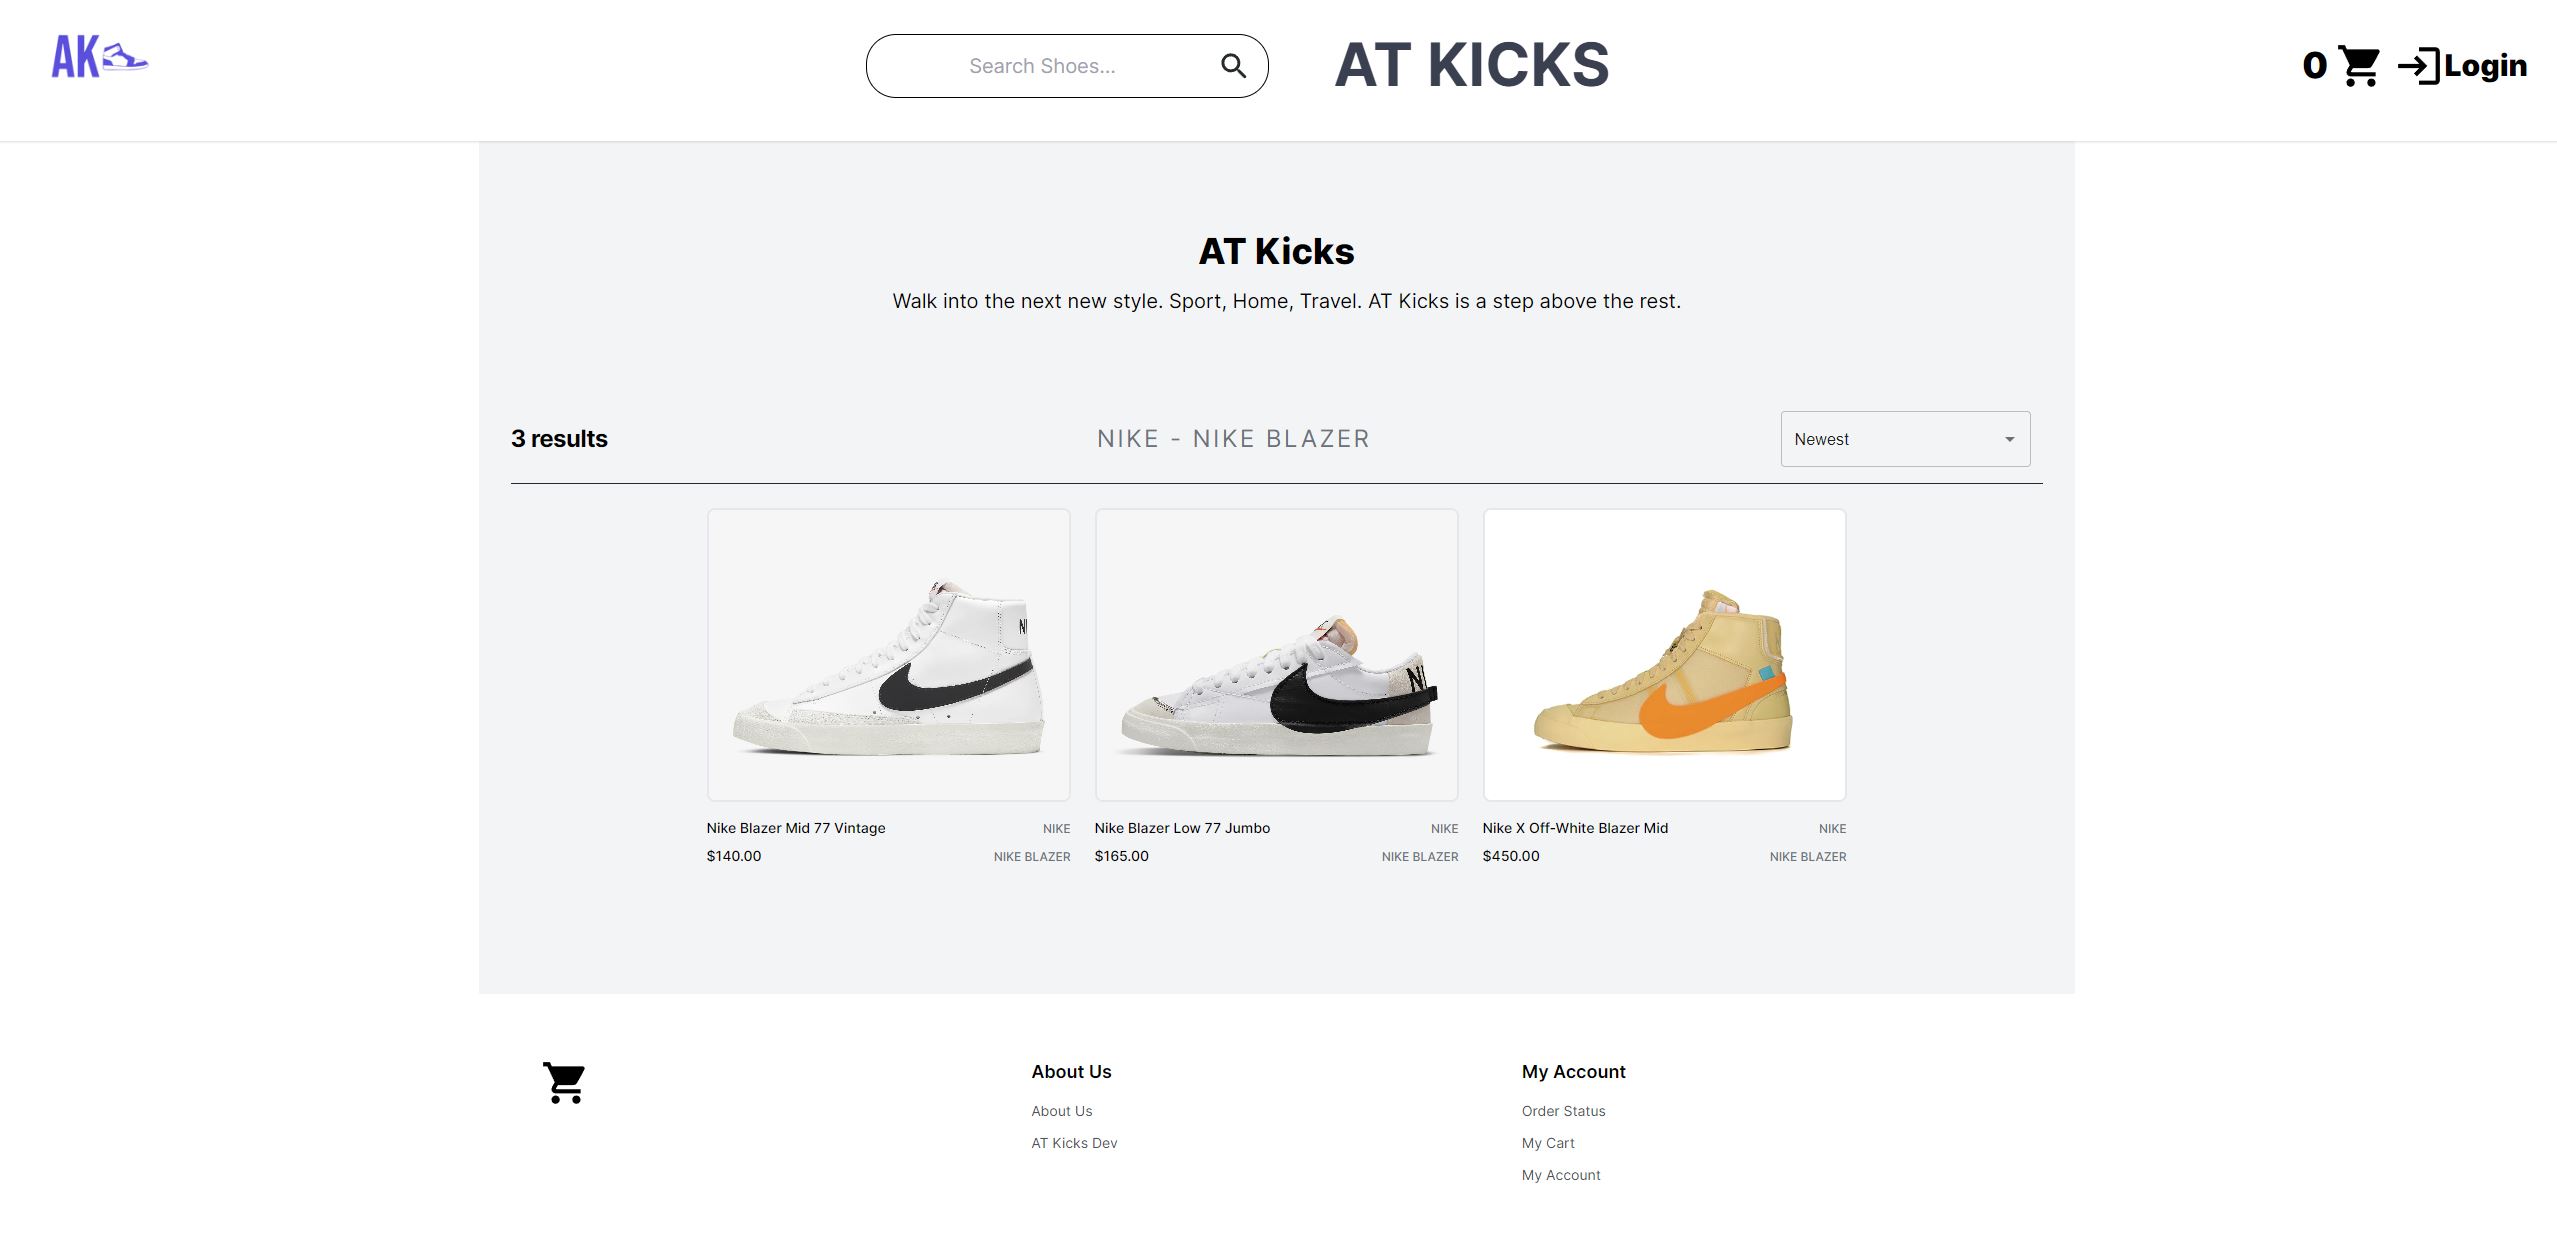 AK
Search Shoes...
AT KICKS
0
Login
AT Kicks
Walk into the next new style. Sport, Home, Travel. AT Kicks is a step above the rest.
3 results
NIKE - NIKE BLAZER
Newest
Nike Blazer Mid 77 Vintage
NIKE
$140.00
NIKE BLAZER
Nike Blazer Low 77 Jumbo
NIKE
$165.00
NIKE BLAZER
Nike X Off-White Blazer Mid
NIKE
$450.00
NIKE BLAZER
About Us
About Us
AT Kicks Dev
My Account
Order Status
My Cart
My Account